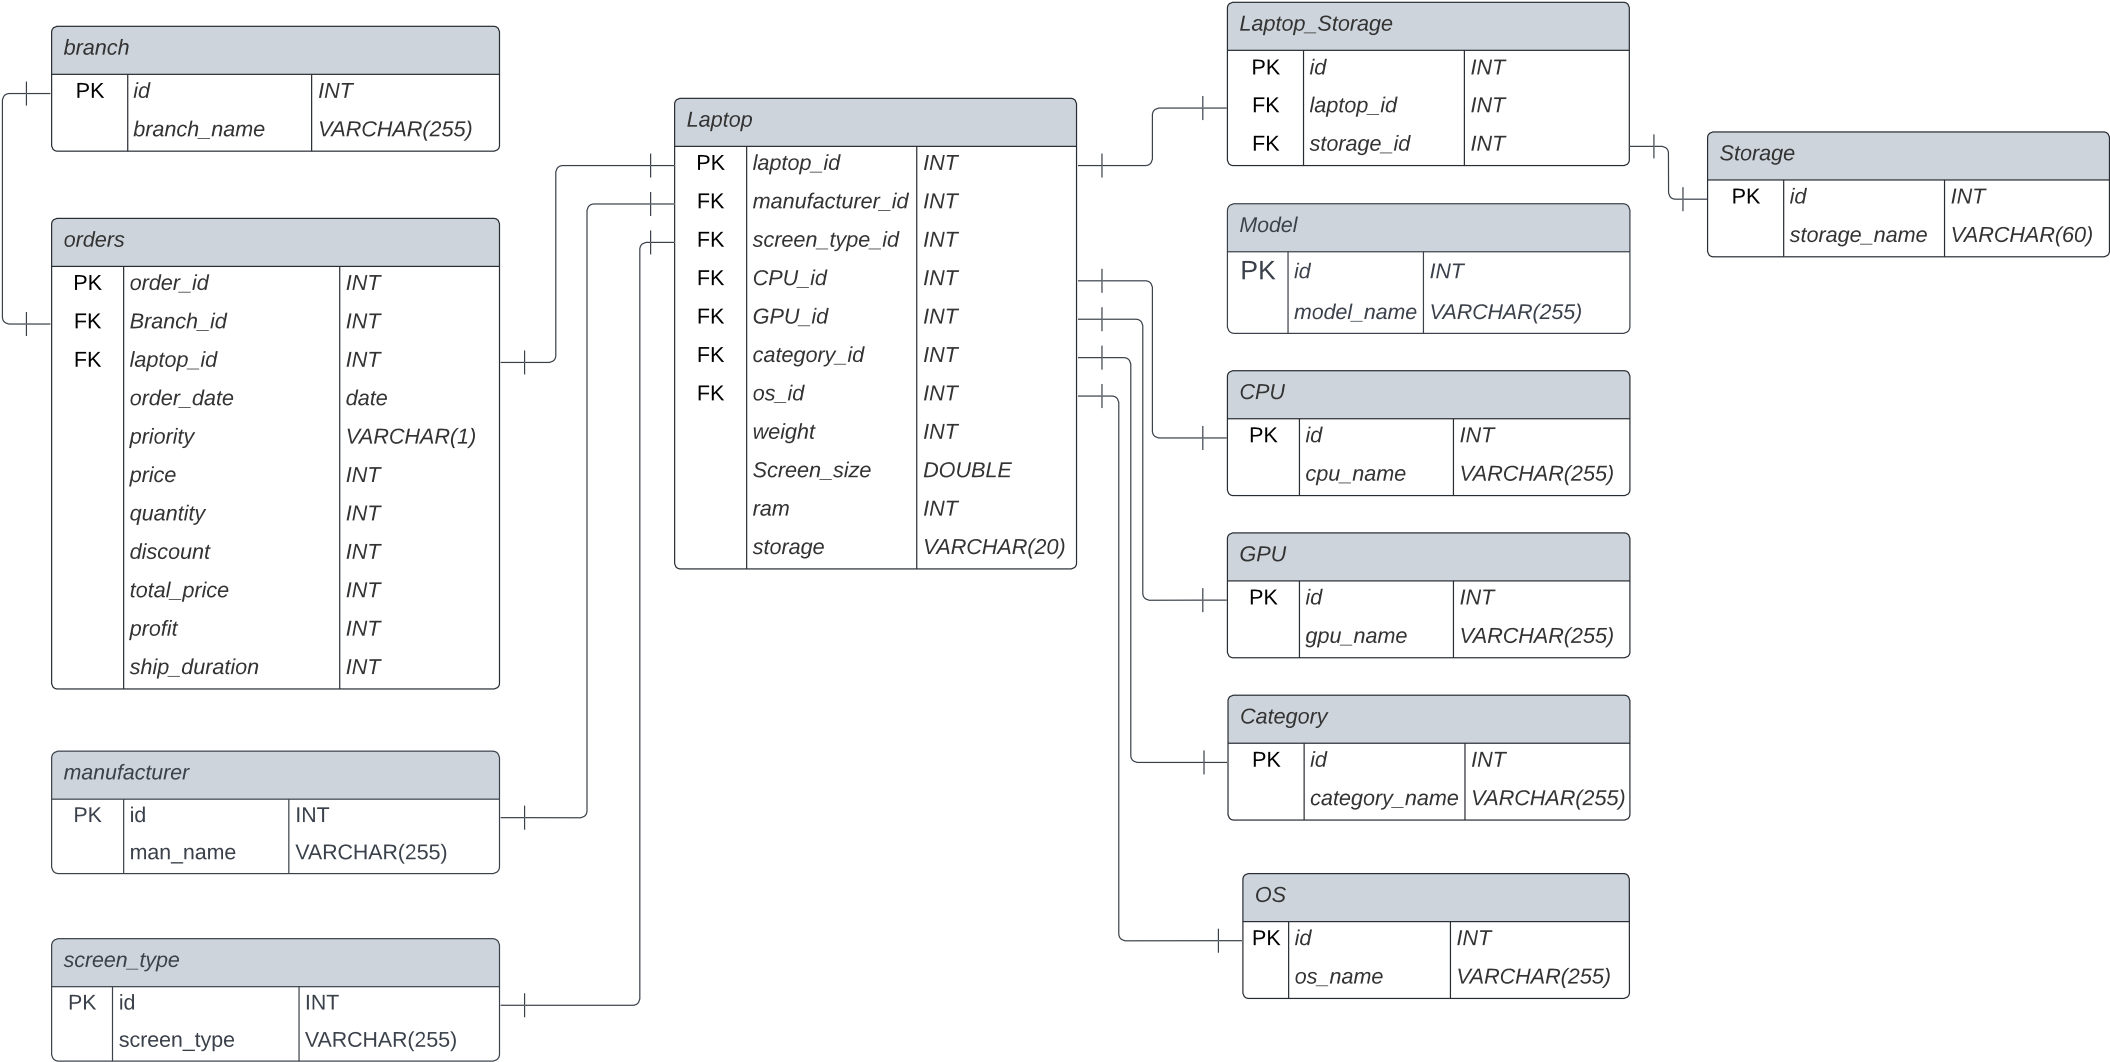 branch
PK id INT
branch_name VARCHAR(255)
orders
PK order_id INT
FK Branch_id INT
FK laptop_id INT
order_date date
priority VARCHAR(1)
price INT
quantity INT
discount INT
total_price INT
profit INT
ship_duration INT
manufacturer
PK id INT
man_name VARCHAR(255)
screen_type
PK id INT
screen_type VARCHAR(255)
Laptop
PK laptop_id INT
FK manufacturer_id INT
FK screen_type_id INT
FK CPU_id INT
FK GPU_id INT
FK category_id INT
FK os_id INT
weight INT
Screen_size DOUBLE
ram INT
storage VARCHAR(20)
Laptop_Storage
PK id INT
FK laptop_id INT
FK storage_id INT
Model
PK id INT
model_name VARCHAR(255)
CPU
PK id INT
cpu_name VARCHAR(255)
GPU
PK id INT
gpu_name VARCHAR(255)
Category
PK id INT
category_name VARCHAR(255)
OS
PK id INT
os_name VARCHAR(255)
Storage
PK id INT
storage_name VARCHAR(60)